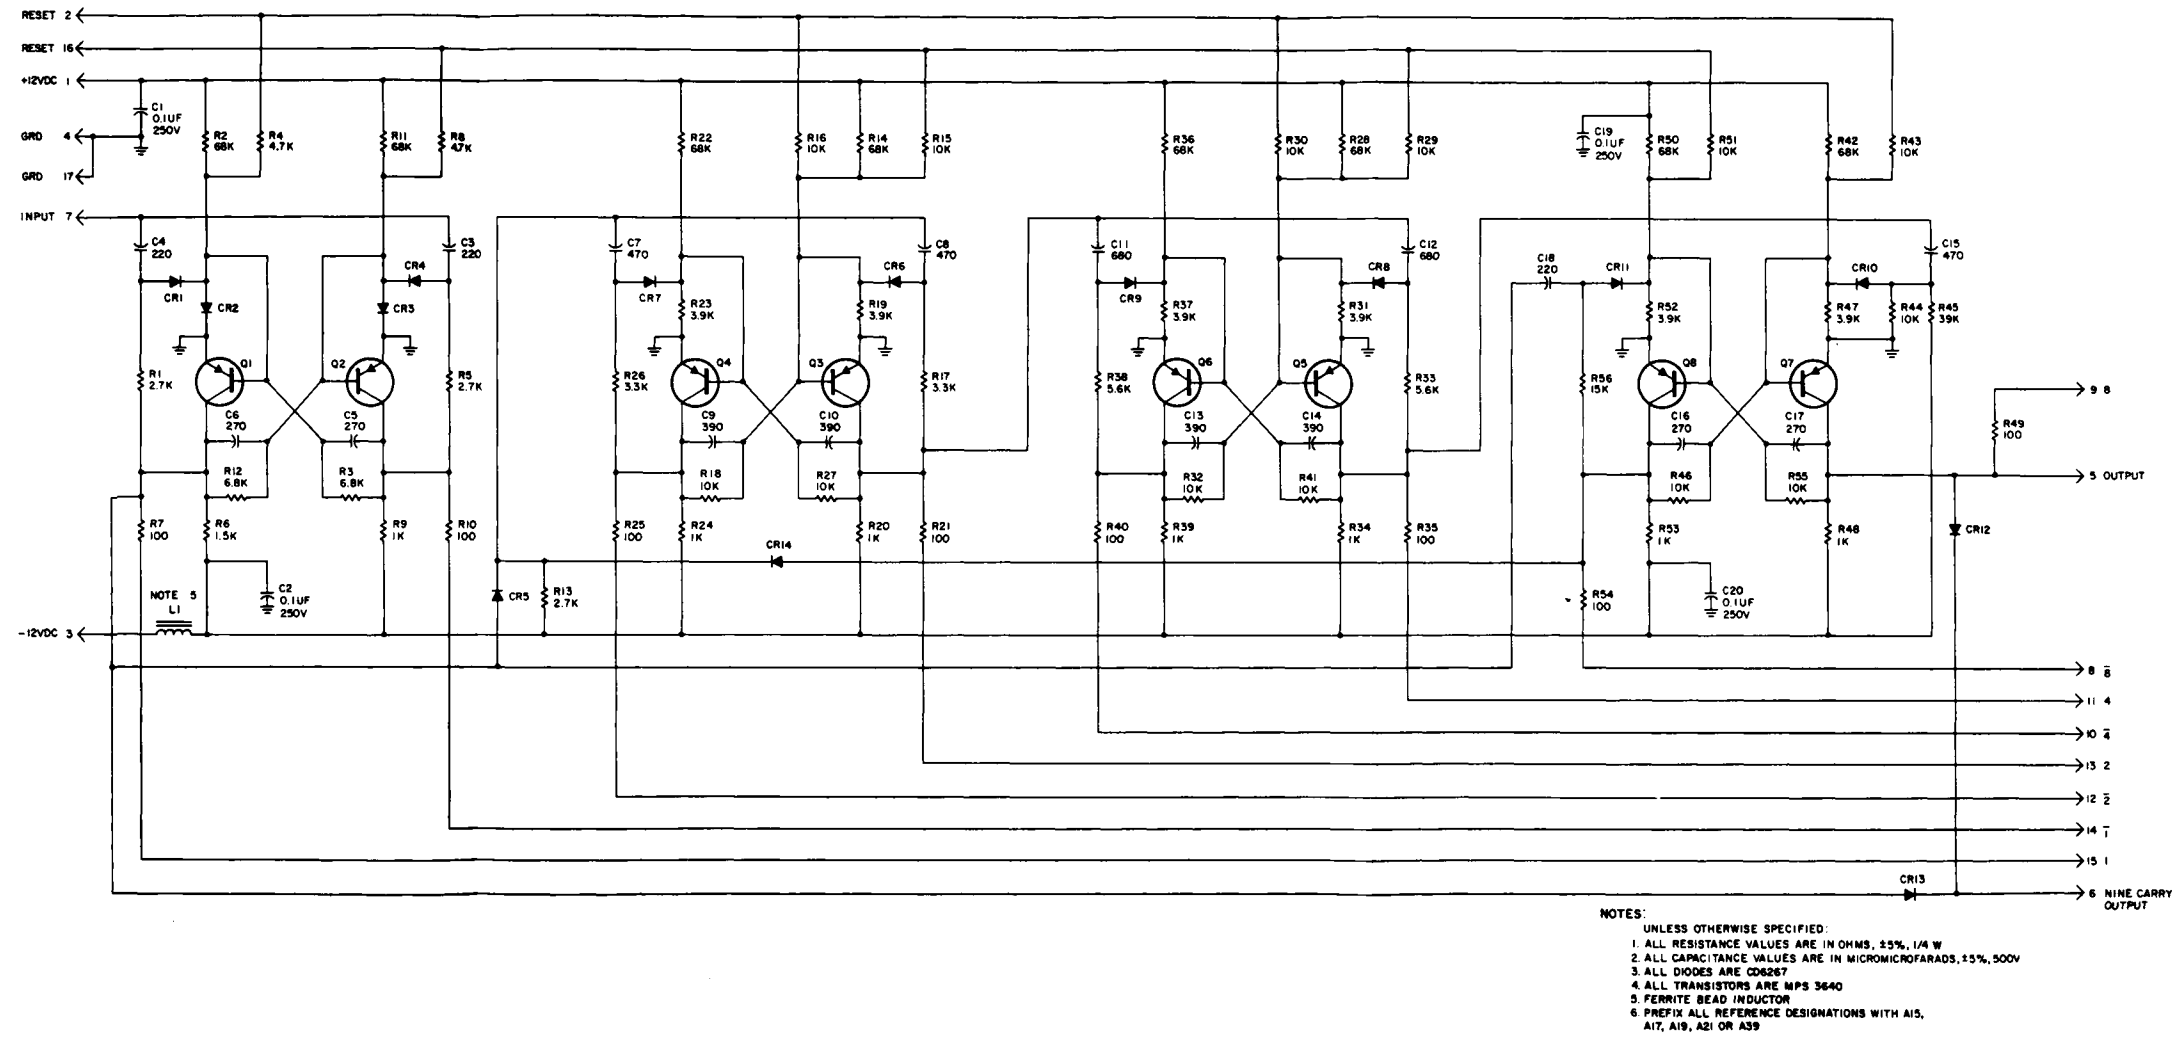 RESET 2
RESET 16
+12VDC 1
C1
0.1UF
250V
GRD 4
GRD 17
R2
68K
R4
4.7K
R11
68K
R8
4.7K
R22
68K
R16
10K
R14
68K
R15
10K
R36
68K
R30
10K
R28
68K
R29
10K
C19
0.1UF
250V
R50
68K
R51
10K
R42
68K
R43
10K
INPUT 7
C4
220
C3
220
C7
470
C8
470
C11
680
C12
680
C18
220
C15
470
CR1
CR2
CR4
CR3
CR7
CR6
CR9
CR8
CR11
CR10
R23
3.9K
R19
3.9K
R37
3.9K
R31
3.9K
R52
3.9K
R47
3.9K
R44
10K
R45
39K
Q1
Q2
Q4
Q3
Q6
Q5
Q8
Q7
R1
2.7K
R5
2.7K
R26
3.3K
R17
3.3K
R38
5.6K
R33
5.6K
R56
15K
9 8
C6
270
C5
270
C9
390
C10
390
C13
390
C14
390
C16
270
C17
270
R49
100
R12
6.8K
R3
6.8K
R18
10K
R27
10K
R32
10K
R41
10K
R46
10K
R55
10K
5 OUTPUT
R7
100
R6
1.5K
R9
1K
R10
100
R25
100
R24
1K
R20
1K
R21
100
R40
100
R39
1K
R34
1K
R35
100
R53
1K
R48
1K
CR12
CR14
NOTE 5
L1
C2
0.1UF
250V
CR5
R13
2.7K
R54
100
C20
0.1UF
250V
-12VDC 3
8 8̅
11 4
10 4̅
13 2
12 2̅
14 1̅
15 1
CR13
6 NINE CARRY
OUTPUT
NOTES:
UNLESS OTHERWISE SPECIFIED:
1. ALL RESISTANCE VALUES ARE IN OHMS, ±5%, 1/4 W
2. ALL CAPACITANCE VALUES ARE IN MICROMICROFARADS, ±5%, 500V
3. ALL DIODES ARE CD6267
4. ALL TRANSISTORS ARE MPS 3640
5. FERRITE BEAD INDUCTOR
6. PREFIX ALL REFERENCE DESIGNATIONS WITH A15,
A17, A19, A21 OR A39